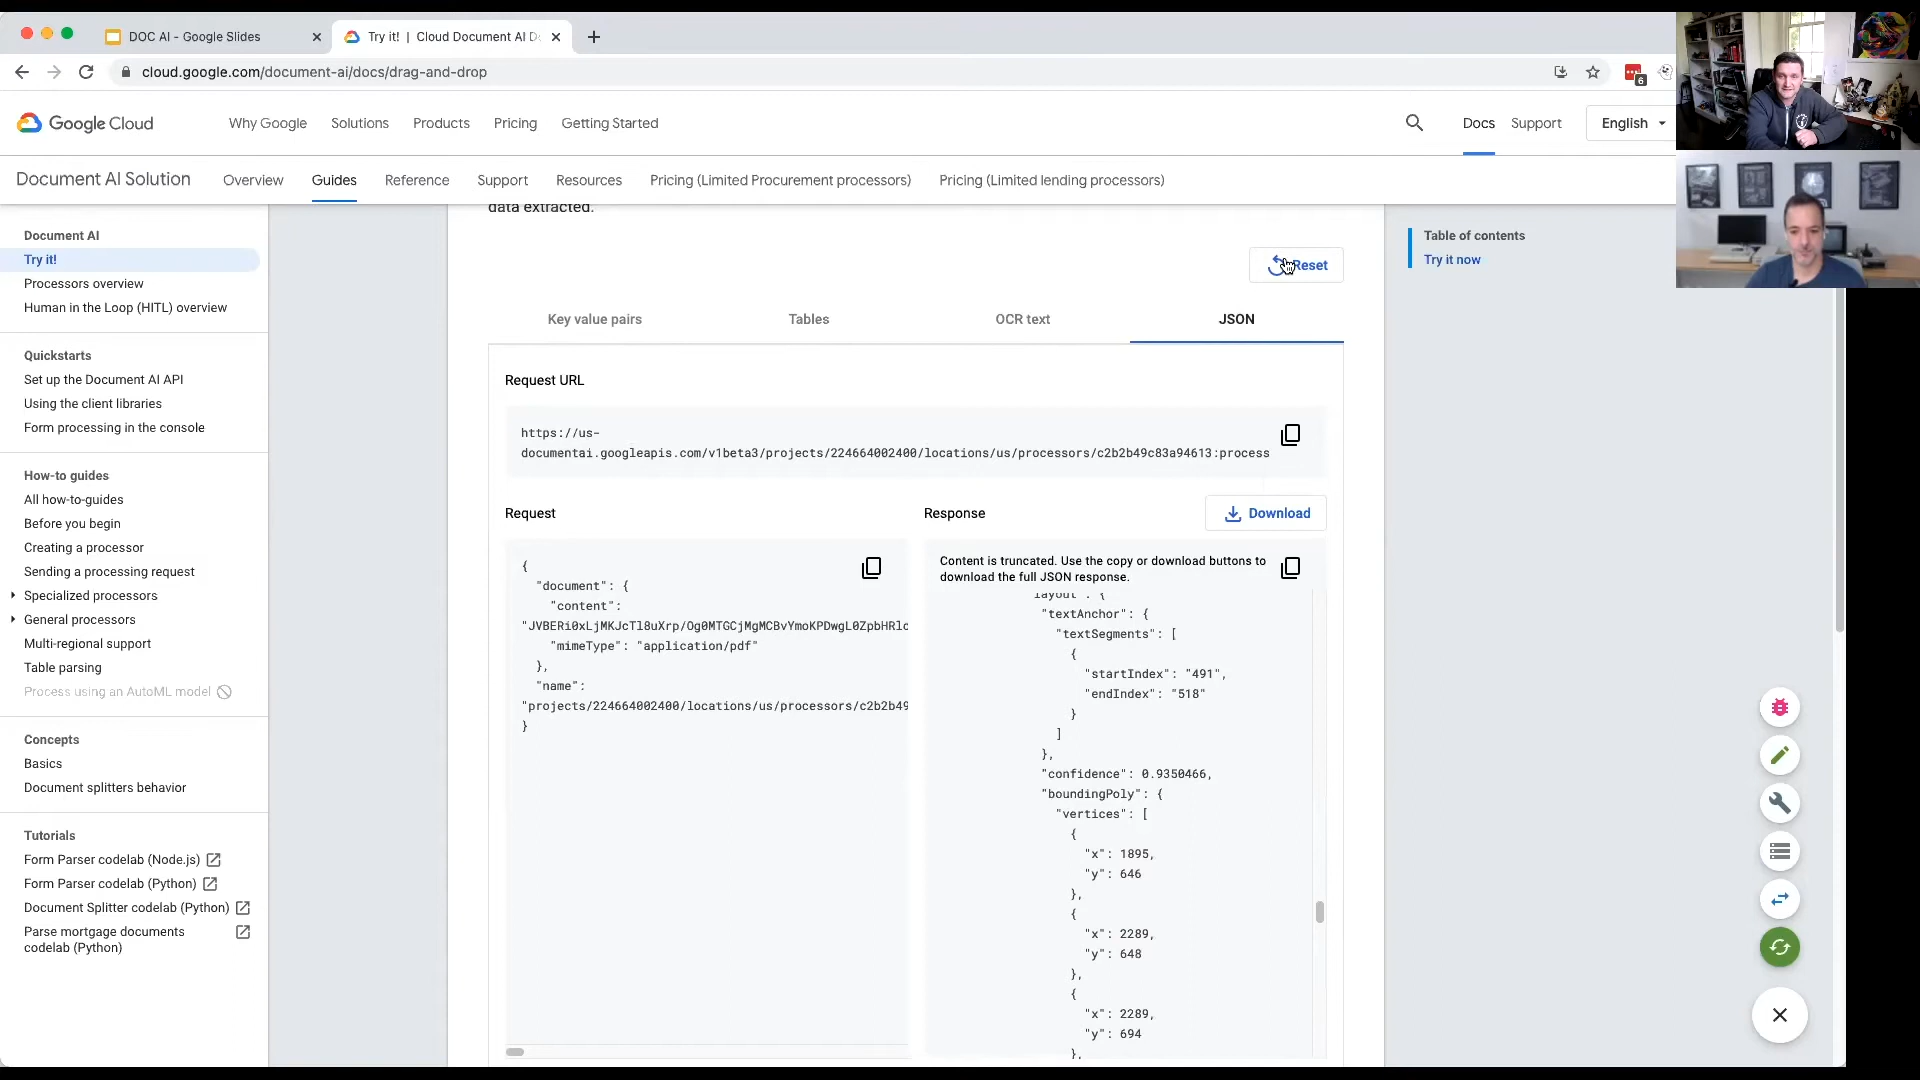 DOC AI - Google Slides
Try it! | Cloud Document AI D
cloud.google.com/document-ai/docs/drag-and-drop
6
Google Cloud
Why Google
Solutions
Products
Pricing
Getting Started
Docs
Support
English
Document AI Solution
Overview
Guides
Reference
Support
Resources
Pricing (Limited Procurement processors)
Pricing (Limited lending processors)
Document AI
Try it!
Processors overview
Human in the Loop (HITL) overview
Quickstarts
Set up the Document AI API
Using the client libraries
Form processing in the console
How-to guides
All how-to-guides
Before you begin
Creating a processor
Sending a processing request
Specialized processors
General processors
Multi-regional support
Table parsing
Process using an AutoML model
Concepts
Basics
Document splitters behavior
Tutorials
Form Parser codelab (Node.js)
Form Parser codelab (Python)
Document Splitter codelab (Python)
Parse mortgage documents
codelab (Python)
data extracted.
Reset
Key value pairs
Tables
OCR text
JSON
Request URL
https://us-
documentai.googleapis.com/v1beta3/projects/224664002400/locations/us/processors/c2b2b49c83a94613:process
Request
{
"document": {
"content":
"JVBERi0xLjMKJcTl8uXrp/Og0MTGCjMgMCBvYmoKPDwgL0ZpbHRlc
"mimeType": "application/pdf"
},
"name":
"projects/224664002400/locations/us/processors/c2b2b49
}
Response
Download
Content is truncated. Use the copy or download buttons to
download the full JSON response.
layout": {
"textAnchor": {
"textSegments": [
{
"startIndex": "491",
"endIndex": "518"
}
]
},
"confidence": 0.9350466,
"boundingPoly": {
"vertices": [
{
"x": 1895,
"y": 646
},
{
"x": 2289,
"y": 648
},
{
"x": 2289,
"y": 694
},
Table of contents
Try it now